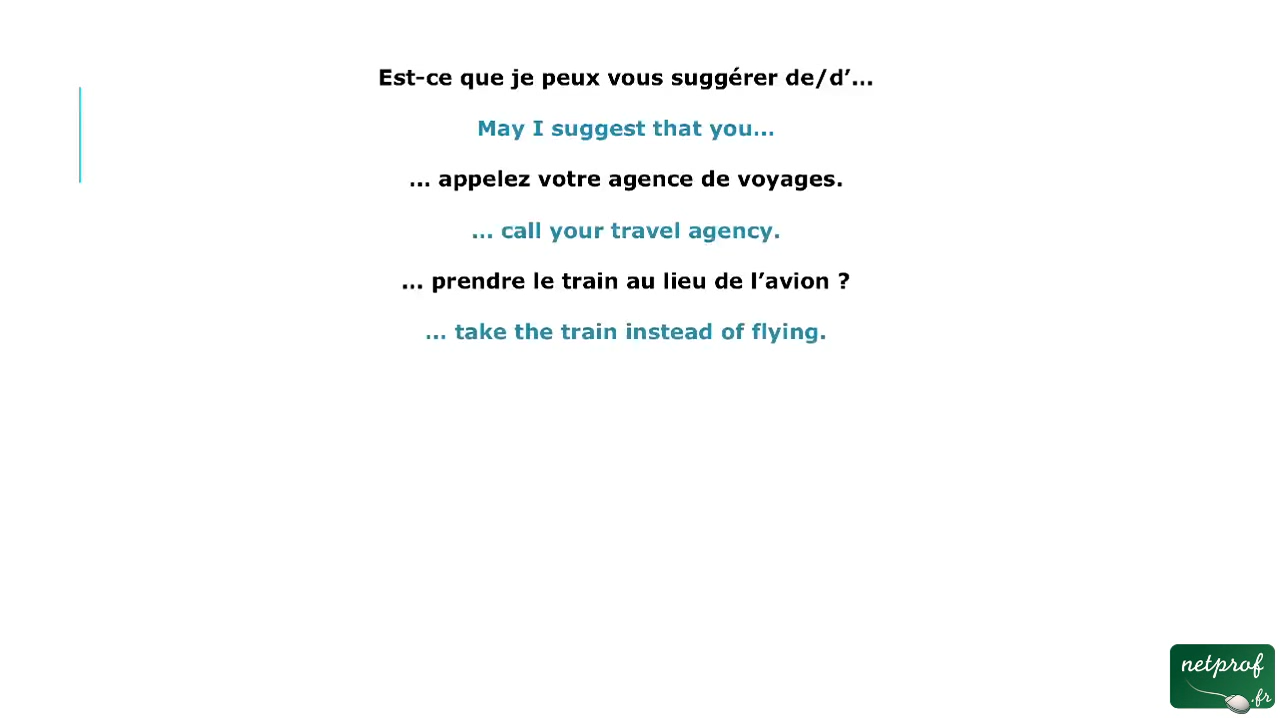 Est-ce que je peux vous suggérer de/d’...
May I suggest that you...
... appelez votre agence de voyages.
... call your travel agency.
... prendre le train au lieu de l’avion ?
... take the train instead of flying.
netprof
.fr